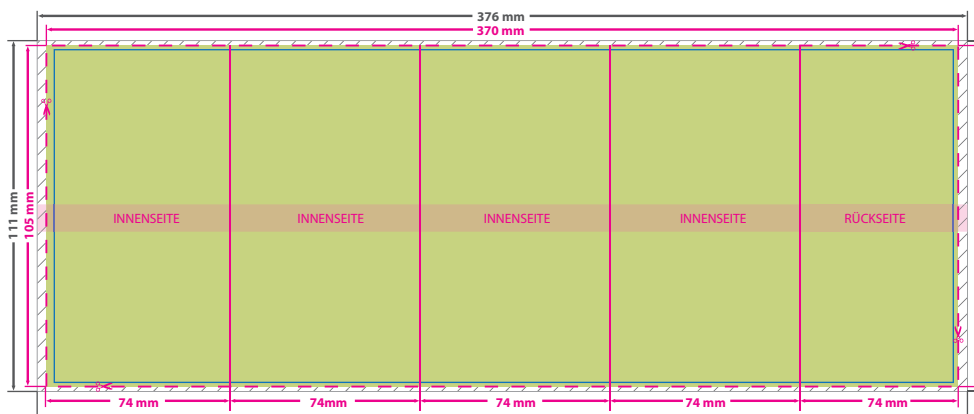 376 mm
370 mm
111 mm
105 mm
INNENSEITE INNENSEITE INNENSEITE INNENSEITE RÜCKSEITE
74 mm 74mm 74 mm 74 mm 74 mm